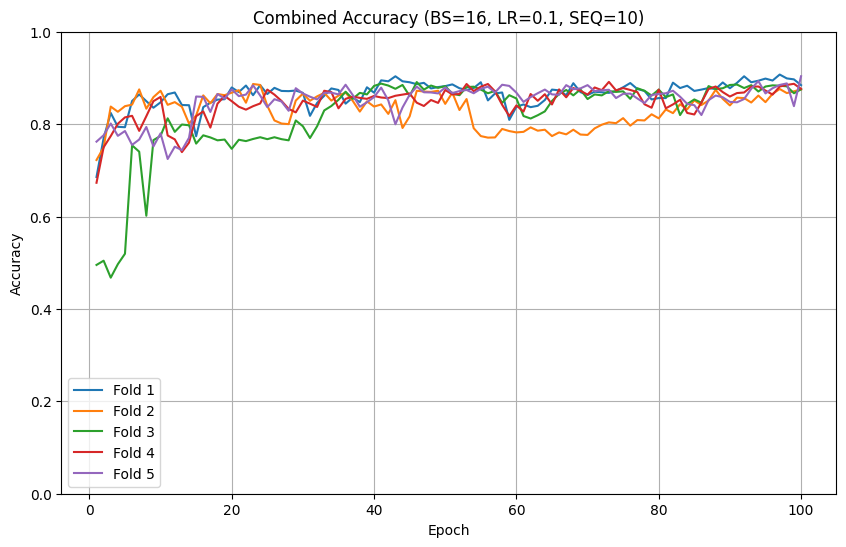 Combined Accuracy (BS=16, LR=0.1, SEQ=10)
1.0
0.8
0.6
0.4
0.2
0.0
Accuracy
Fold 1
Fold 2
Fold 3
Fold 4
Fold 5
0 20 40 60 80 100
Epoch